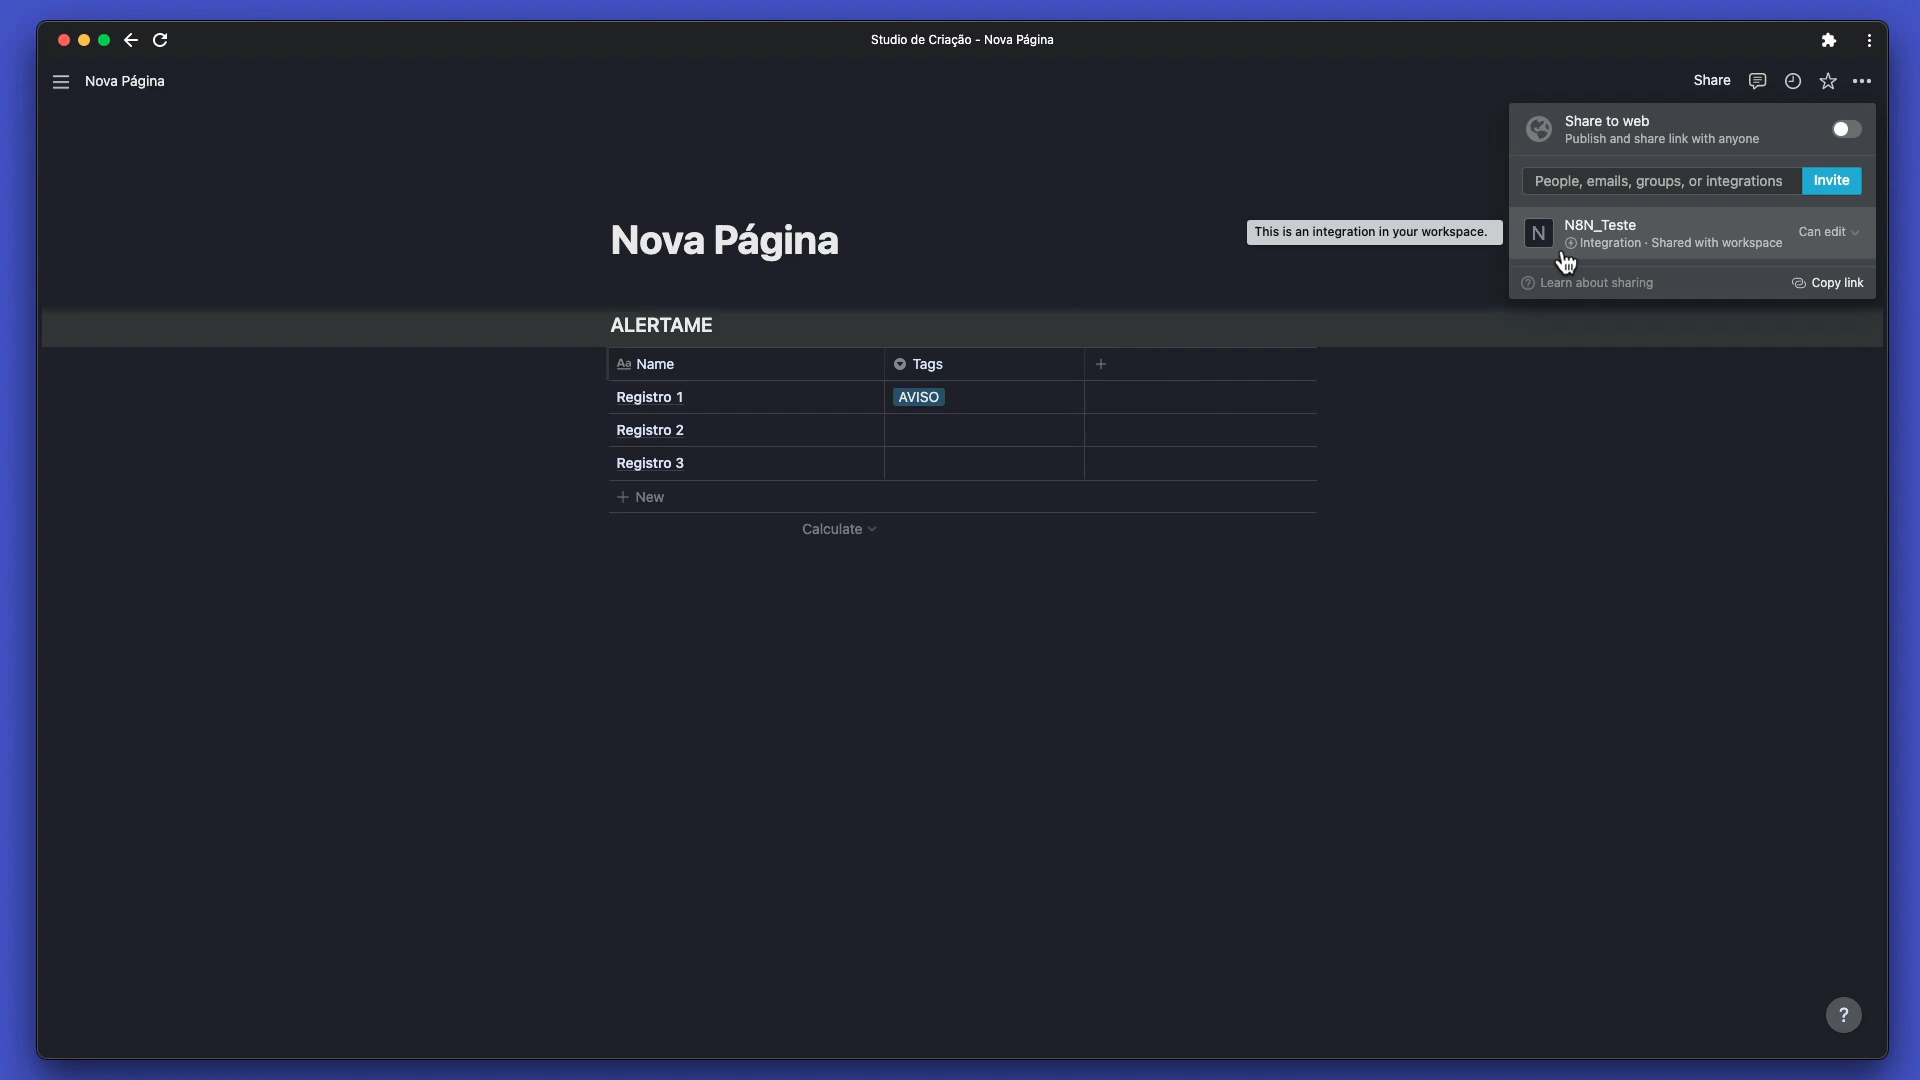 Studio de Criação - Nova Página
Nova Página
Share
Share to web
Publish and share link with anyone
People, emails, groups, or integrations
Invite
This is an integration in your workspace.
N
N8N_Teste
Integration · Shared with workspace
Can edit
Learn about sharing
Copy link
Nova Página
ALERTAME
Aa Name
Tags
+
Registro 1
AVISO
Registro 2
Registro 3
+ New
Calculate
?